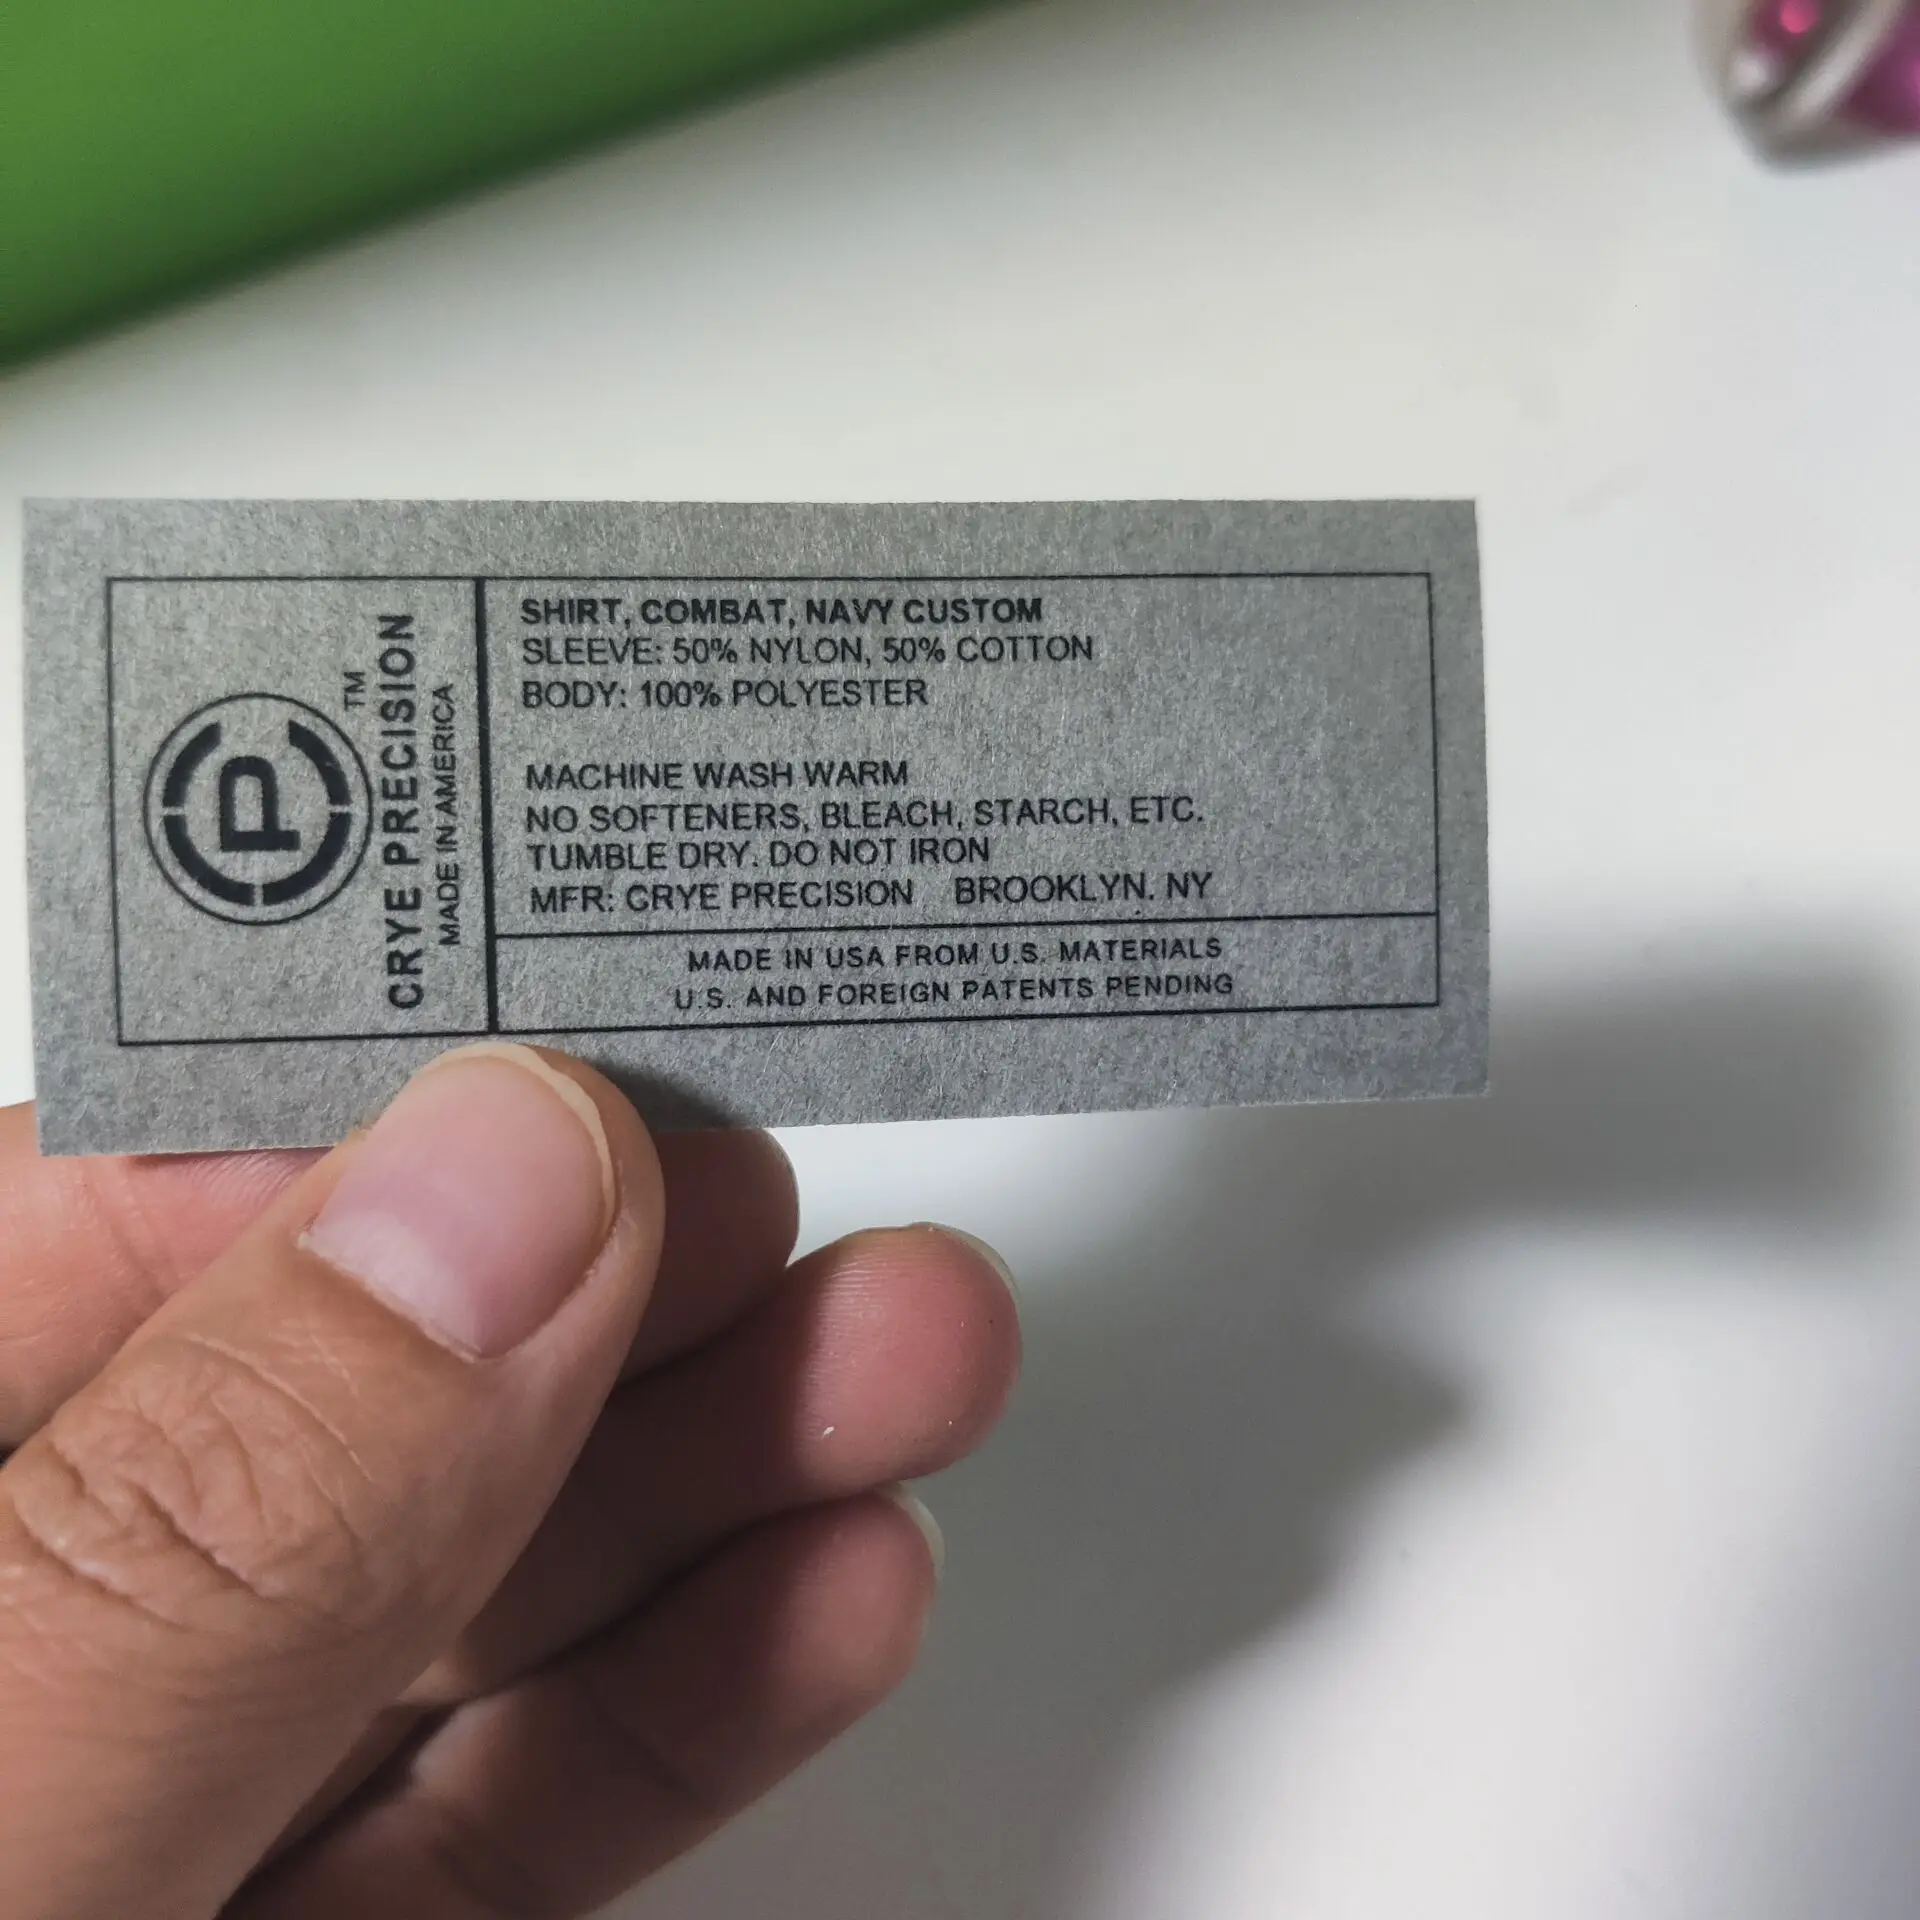 P
TM
CRYE PRECISION
MADE IN AMERICA
SHIRT, COMBAT, NAVY CUSTOM
SLEEVE: 50% NYLON, 50% COTTON
BODY: 100% POLYESTER
MACHINE WASH WARM
NO SOFTENERS, BLEACH, STARCH, ETC.
TUMBLE DRY. DO NOT IRON
MFR: CRYE PRECISION BROOKLYN. NY
MADE IN USA FROM U.S. MATERIALS
U.S. AND FOREIGN PATENTS PENDING